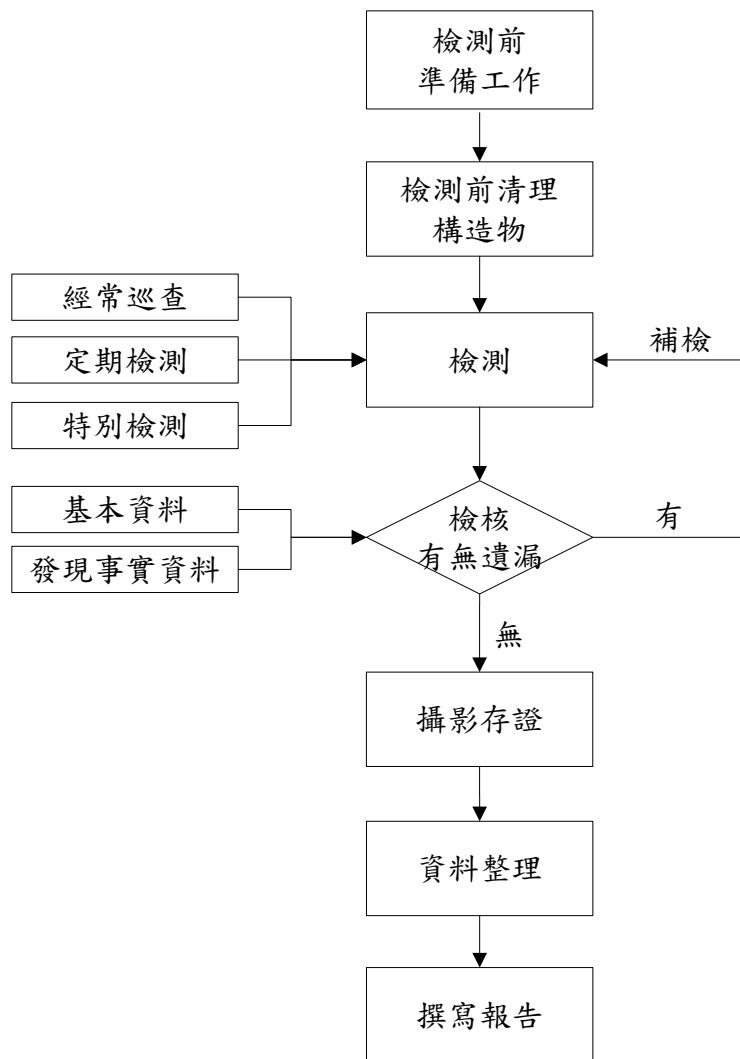 檢測前
準備工作
檢測前清理
構造物
經常巡查
定期檢測
特別檢測
檢測
補檢
基本資料
發現事實資料
檢核
有無遺漏
有
無
攝影存證
資料整理
撰寫報告